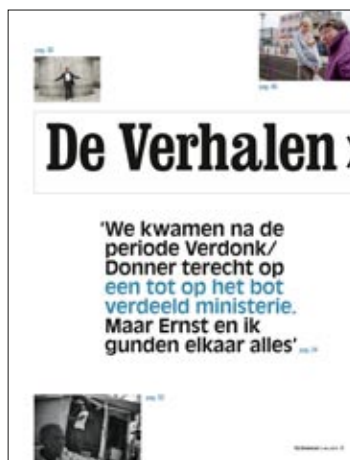 De Verhalen
'We kwamen na de
periode Verdonk/
Donner terecht op
een tot op het bot
verdeeld ministerie.
Maar Ernst en ik
gunden elkaar alles'